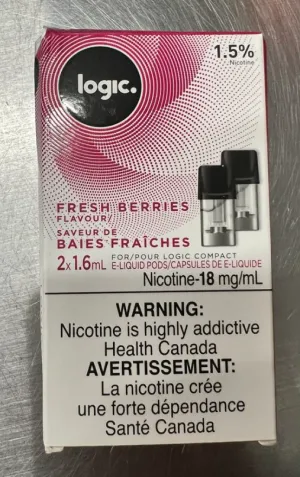 logic.
1.5%
Nicotine
FRESH BERRIES
FLAVOUR/
SAVEUR DE
BAIES FRAÎCHES
FOR/POUR LOGIC COMPACT
2x1.6mL E-LIQUID PODS/CAPSULES DE E-LIQUIDE
Nicotine-18 mg/mL
WARNING:
Nicotine is highly addictive
Health Canada
AVERTISSEMENT:
La nicotine crée
une forte dépendance
Santé Canada